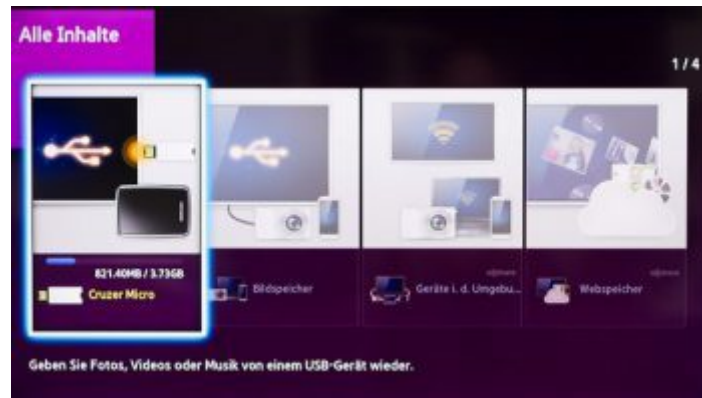 Alle Inhalte
1/4
821.40MB / 3.73GB
Cruzer Micro
Bildspeicher
Geräte i. d. Umgebu...
Webspeicher
Geben Sie Fotos, Videos oder Musik von einem USB-Gerät wieder.